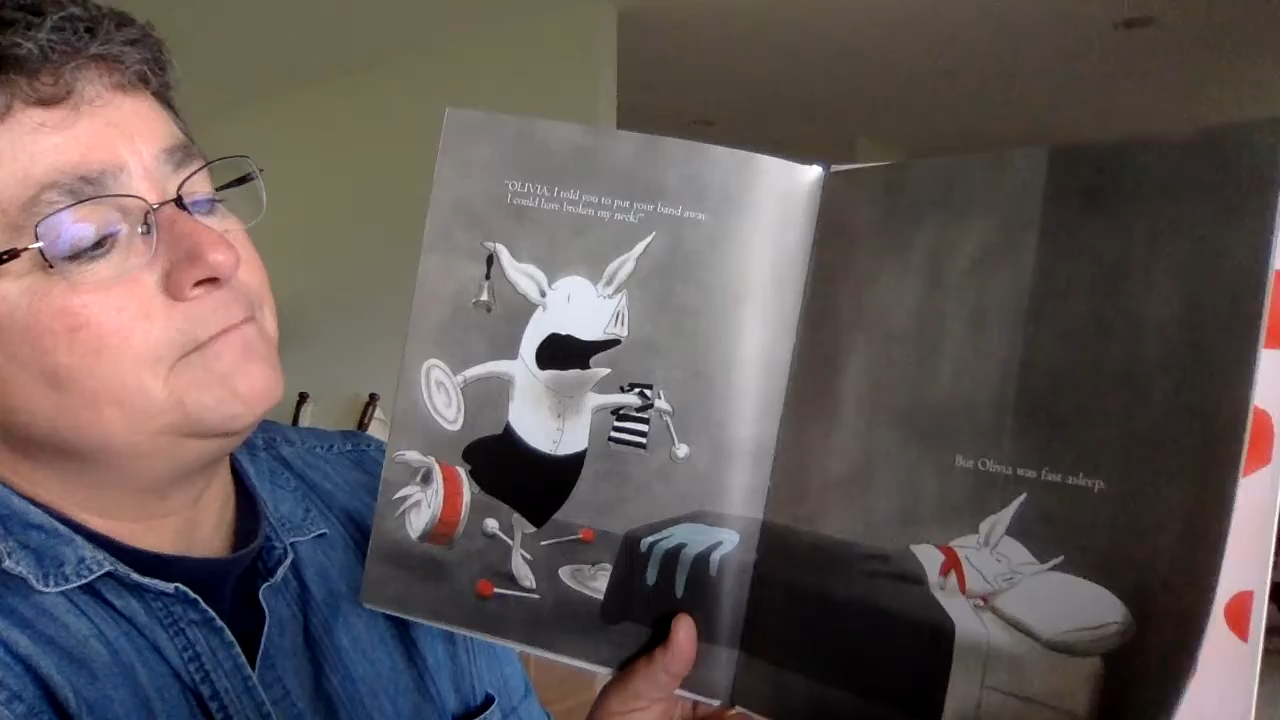 "OLIVIA, I told you to put your band away.
I could have broken my neck!"
But Olivia was fast asleep.